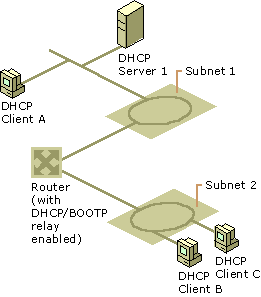 DHCP
Server 1
Subnet 1
DHCP
Client A
Router
(with
DHCP/BOOTP
relay
enabled)
Subnet 2
DHCP
Client C
DHCP
Client B